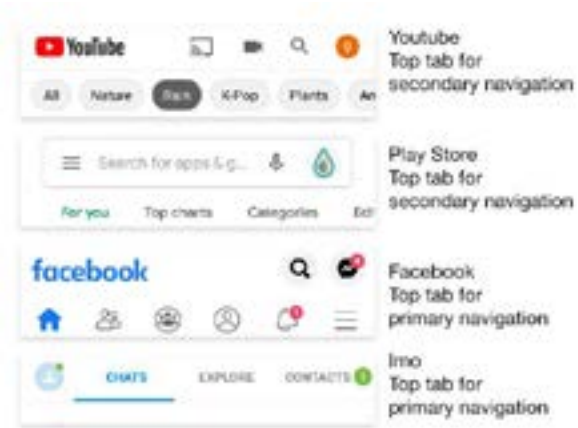 YouTube
All Nature K-Pop Plants An
Youtube
Top tab for
secondary navigation
Search for apps & g...
For you Top charts Categories Edi
Play Store
Top tab for
secondary navigation
facebook
Facebook
Top tab for
primary navigation
CHATS EXPLORE CONTACTS
Imo
Top tab for
primary navigation